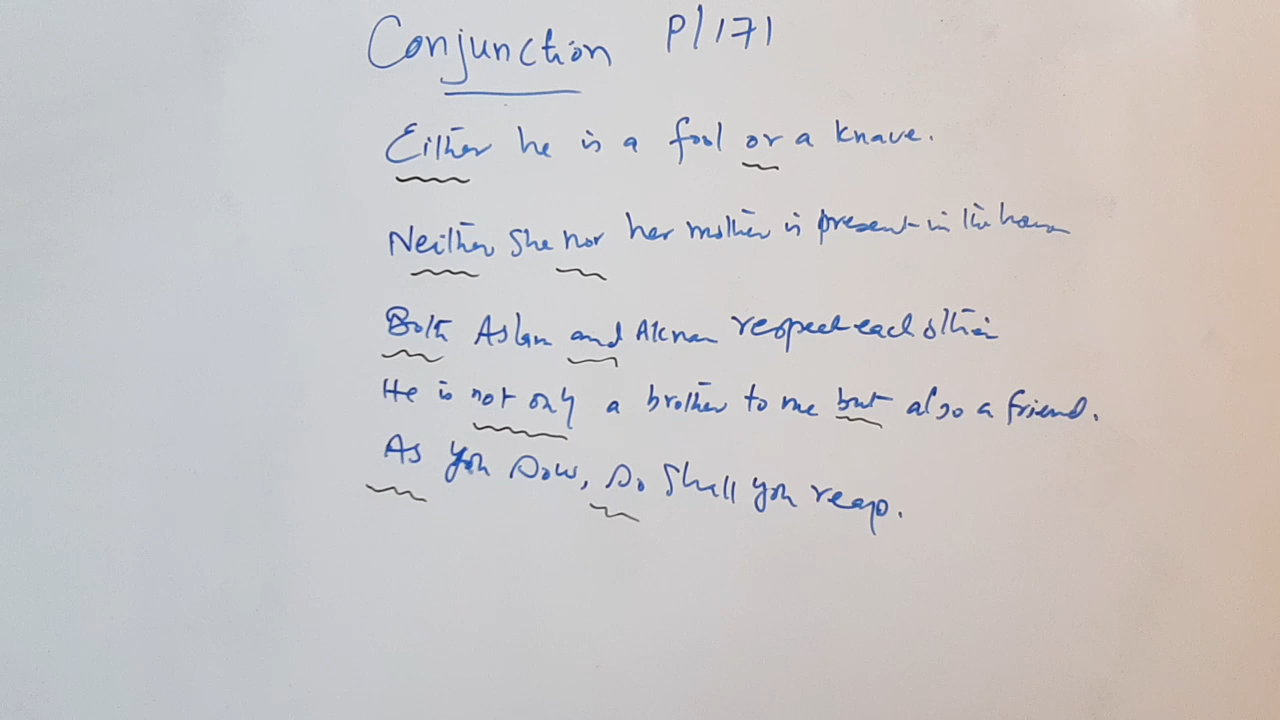 Conjunction P/171
Either he is a fool or a knave.
Neither she nor her mother is present in the
Both Aslam and respect each other
He is not only a brother to me but also a friend.
As you sow, so shall you reap.